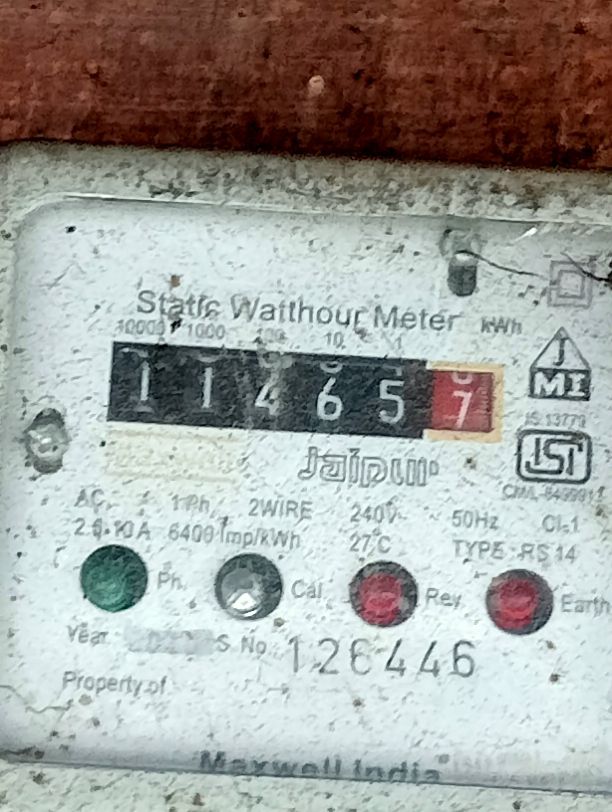 Static Watthour Meter kWh
10000 1000 100 10 1
1 1 4 6 5 7
J
MI
IS:13779
ISI
Jaipur
AC 1 Ph 2WIRE 240V 50Hz Cl.1
2.5-10A 6400 Imp/kWh 27°C TYPE RS 14
Ph. Cal. Rev Earth
Year S No. 126446
Property of
Maxwell India